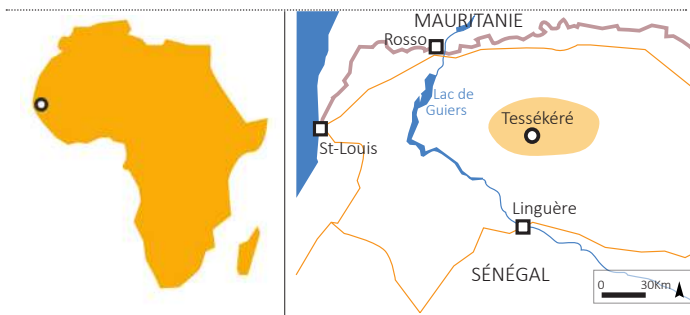 MAURITANIE
Rosso
Lac de
Guiers
Tessékéré
St-Louis
Linguère
SÉNÉGAL
0 30Km